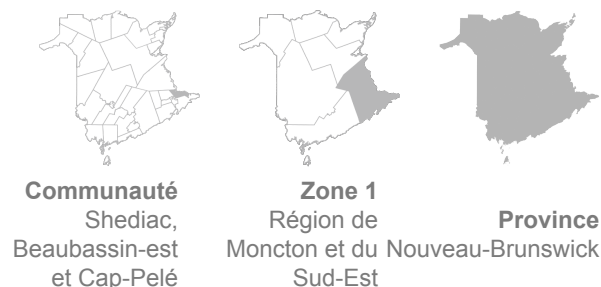 Communauté
Shediac,
Beaubassin-est
et Cap-Pelé
Zone 1
Région de
Moncton et du
Sud-Est
Province
Nouveau-Brunswick